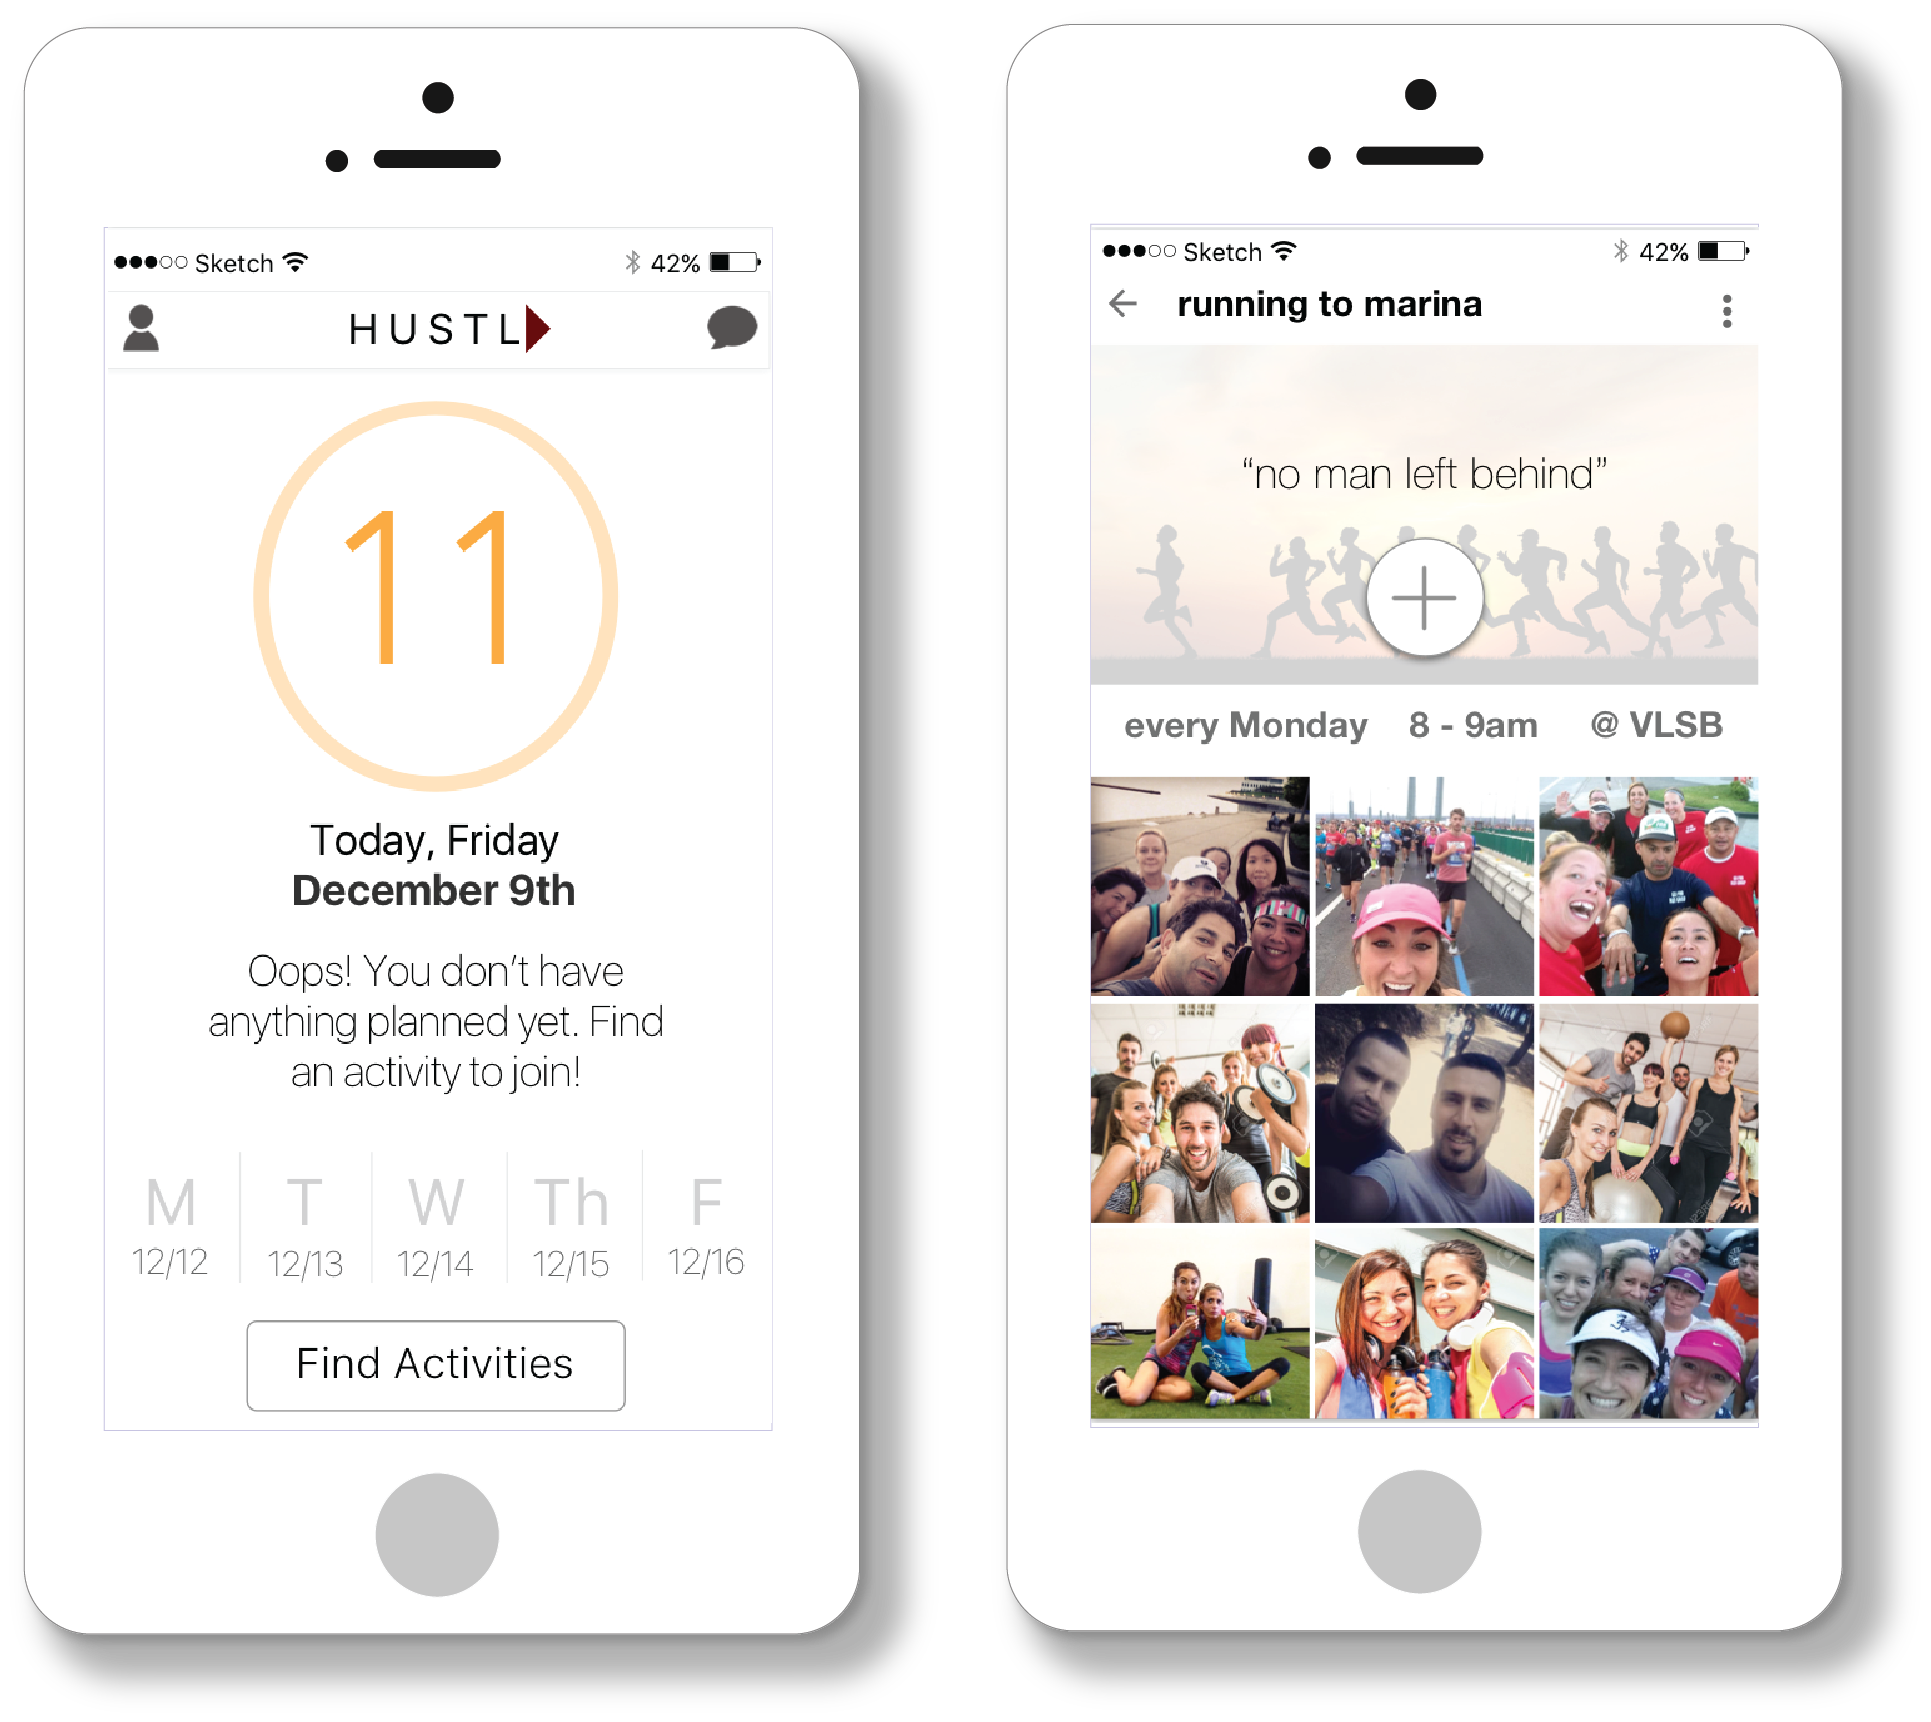 Sketch 42%
HUSTL
11
Today, Friday
December 9th
Oops! You don't have
anything planned yet. Find
an activity to join!
M T W Th F
12/12 12/13 12/14 12/15 12/16
Find Activities
Sketch 42%
running to marina
“no man left behind”
every Monday 8 - 9am @ VLSB